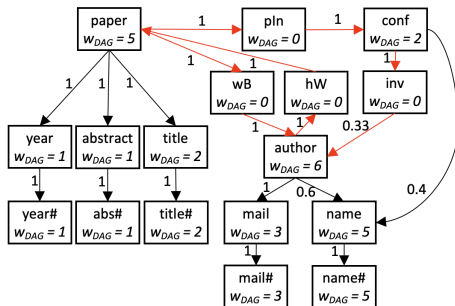 paper
w_DAG = 5
1
pIn
w_DAG = 0
1
conf
w_DAG = 2
1
1
1
1
1
1
wB
w_DAG = 0
hW
w_DAG = 0
inv
w_DAG = 0
1
1
0.33
year
w_DAG = 1
abstract
w_DAG = 1
title
w_DAG = 2
author
w_DAG = 6
1
1
1
1
0.6
0.4
year#
w_DAG = 1
abs#
w_DAG = 1
title#
w_DAG = 2
mail
w_DAG = 3
name
w_DAG = 5
1
1
mail#
w_DAG = 3
name#
w_DAG = 5